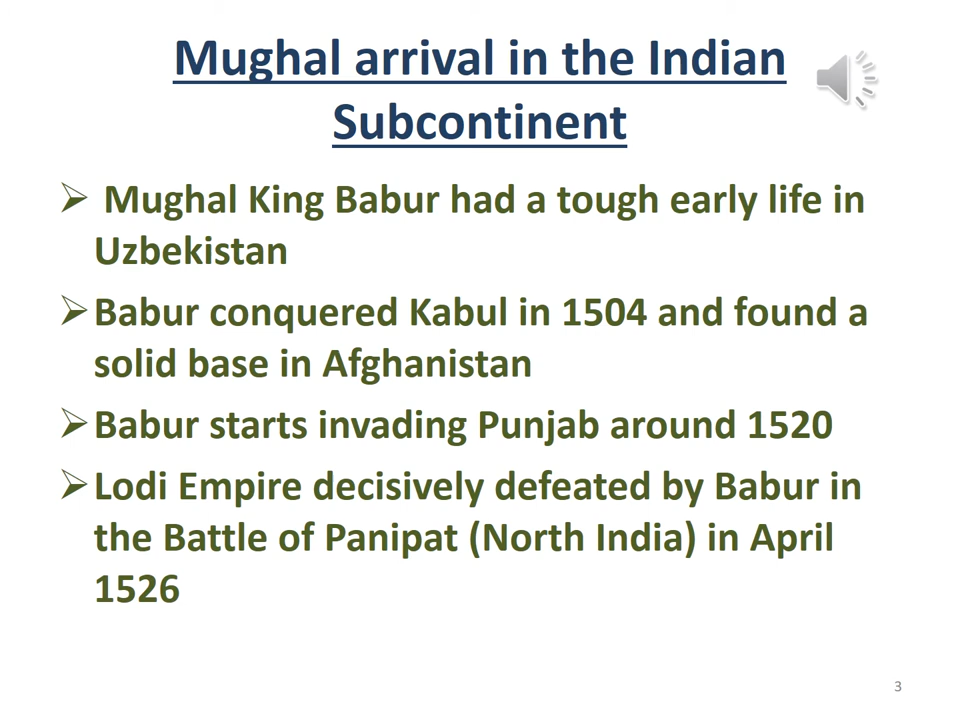 Mughal arrival in the Indian
Subcontinent
➢ Mughal King Babur had a tough early life in
Uzbekistan
➢ Babur conquered Kabul in 1504 and found a
solid base in Afghanistan
➢ Babur starts invading Punjab around 1520
➢ Lodi Empire decisively defeated by Babur in
the Battle of Panipat (North India) in April
1526
3